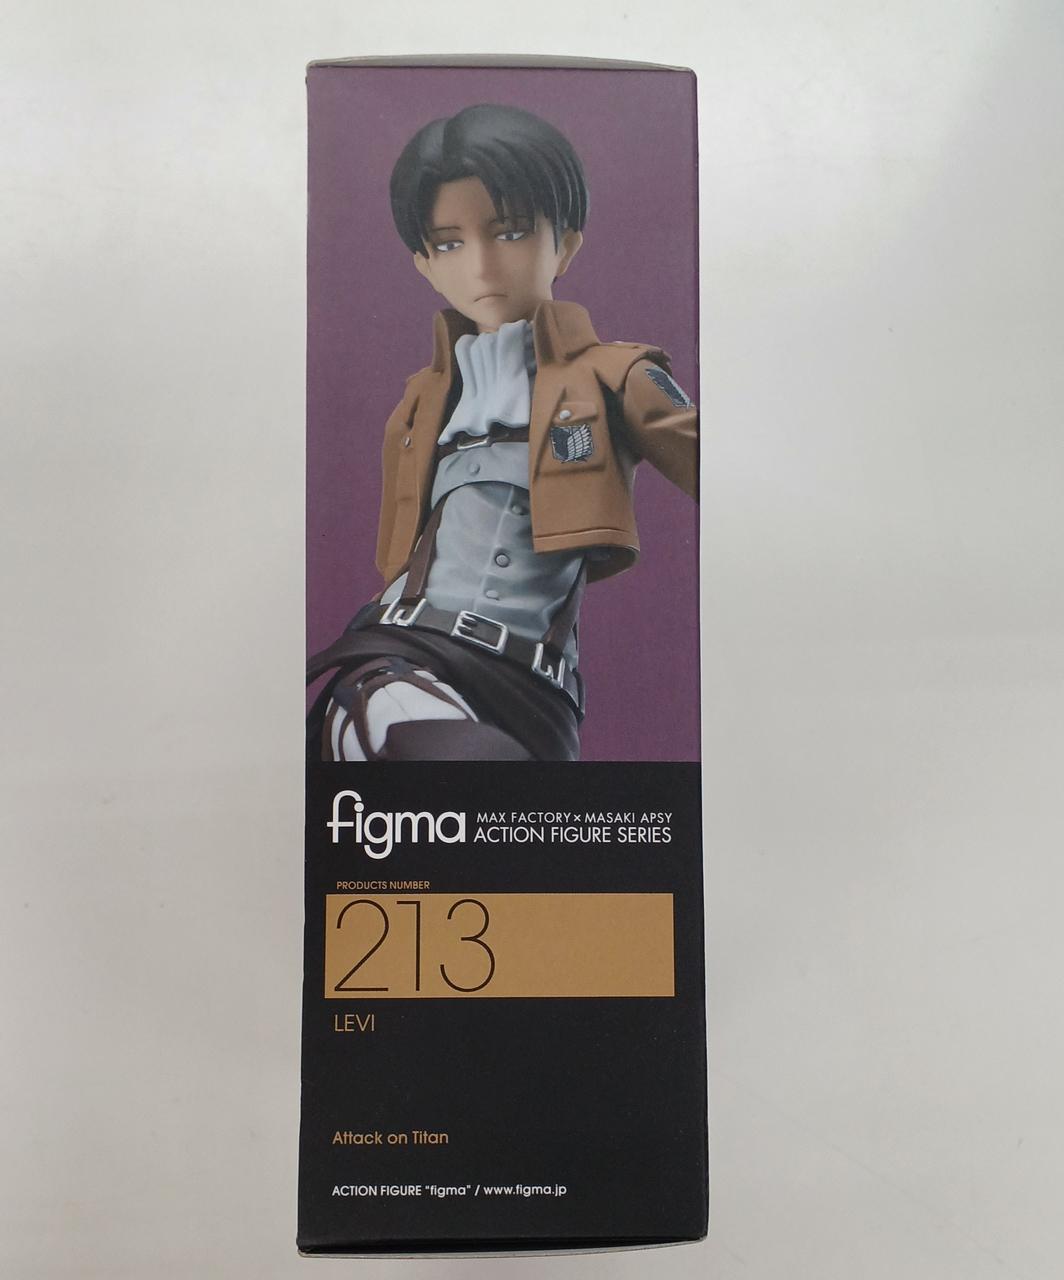 figma
MAX FACTORY × MASAKI APSY
ACTION FIGURE SERIES
PRODUCTS NUMBER
213
LEVI
Attack on Titan
ACTION FIGURE "figma" / www.figma.jp